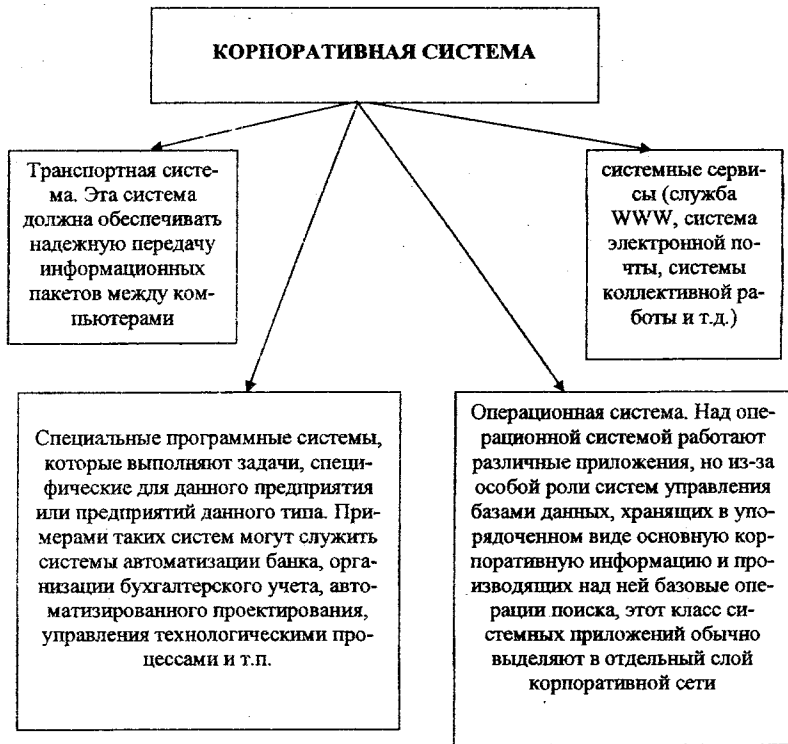 КОРПОРАТИВНАЯ СИСТЕМА
Транспортная систе-
ма. Эта система
должна обеспечивать
надежную передачу
информационных
пакетов между ком-
пьютерами
системные серви-
сы (служба
WWW, система
электронной по-
чты, системы
коллективной ра-
боты и т.д.)
Специальные программные системы,
которые выполняют задачи, специ-
фические для данного предприятия
или предприятий данного типа. При-
мерами таких систем могут служить
системы автоматизации банка, орга-
низации бухгалтерского учета, авто-
матизированного проектирования,
управления технологическими про-
цессами и т.п.
Операционная система. Над опе-
рационной системой работают
различные приложения, но из-за
особой роли систем управления
базами данных, хранящих в упо-
рядоченном виде основную кор-
поративную информацию и про-
изводящих над ней базовые опе-
рации поиска, этот класс си-
стемных приложений обычно
выделяют в отдельный слой
корпоративной сети